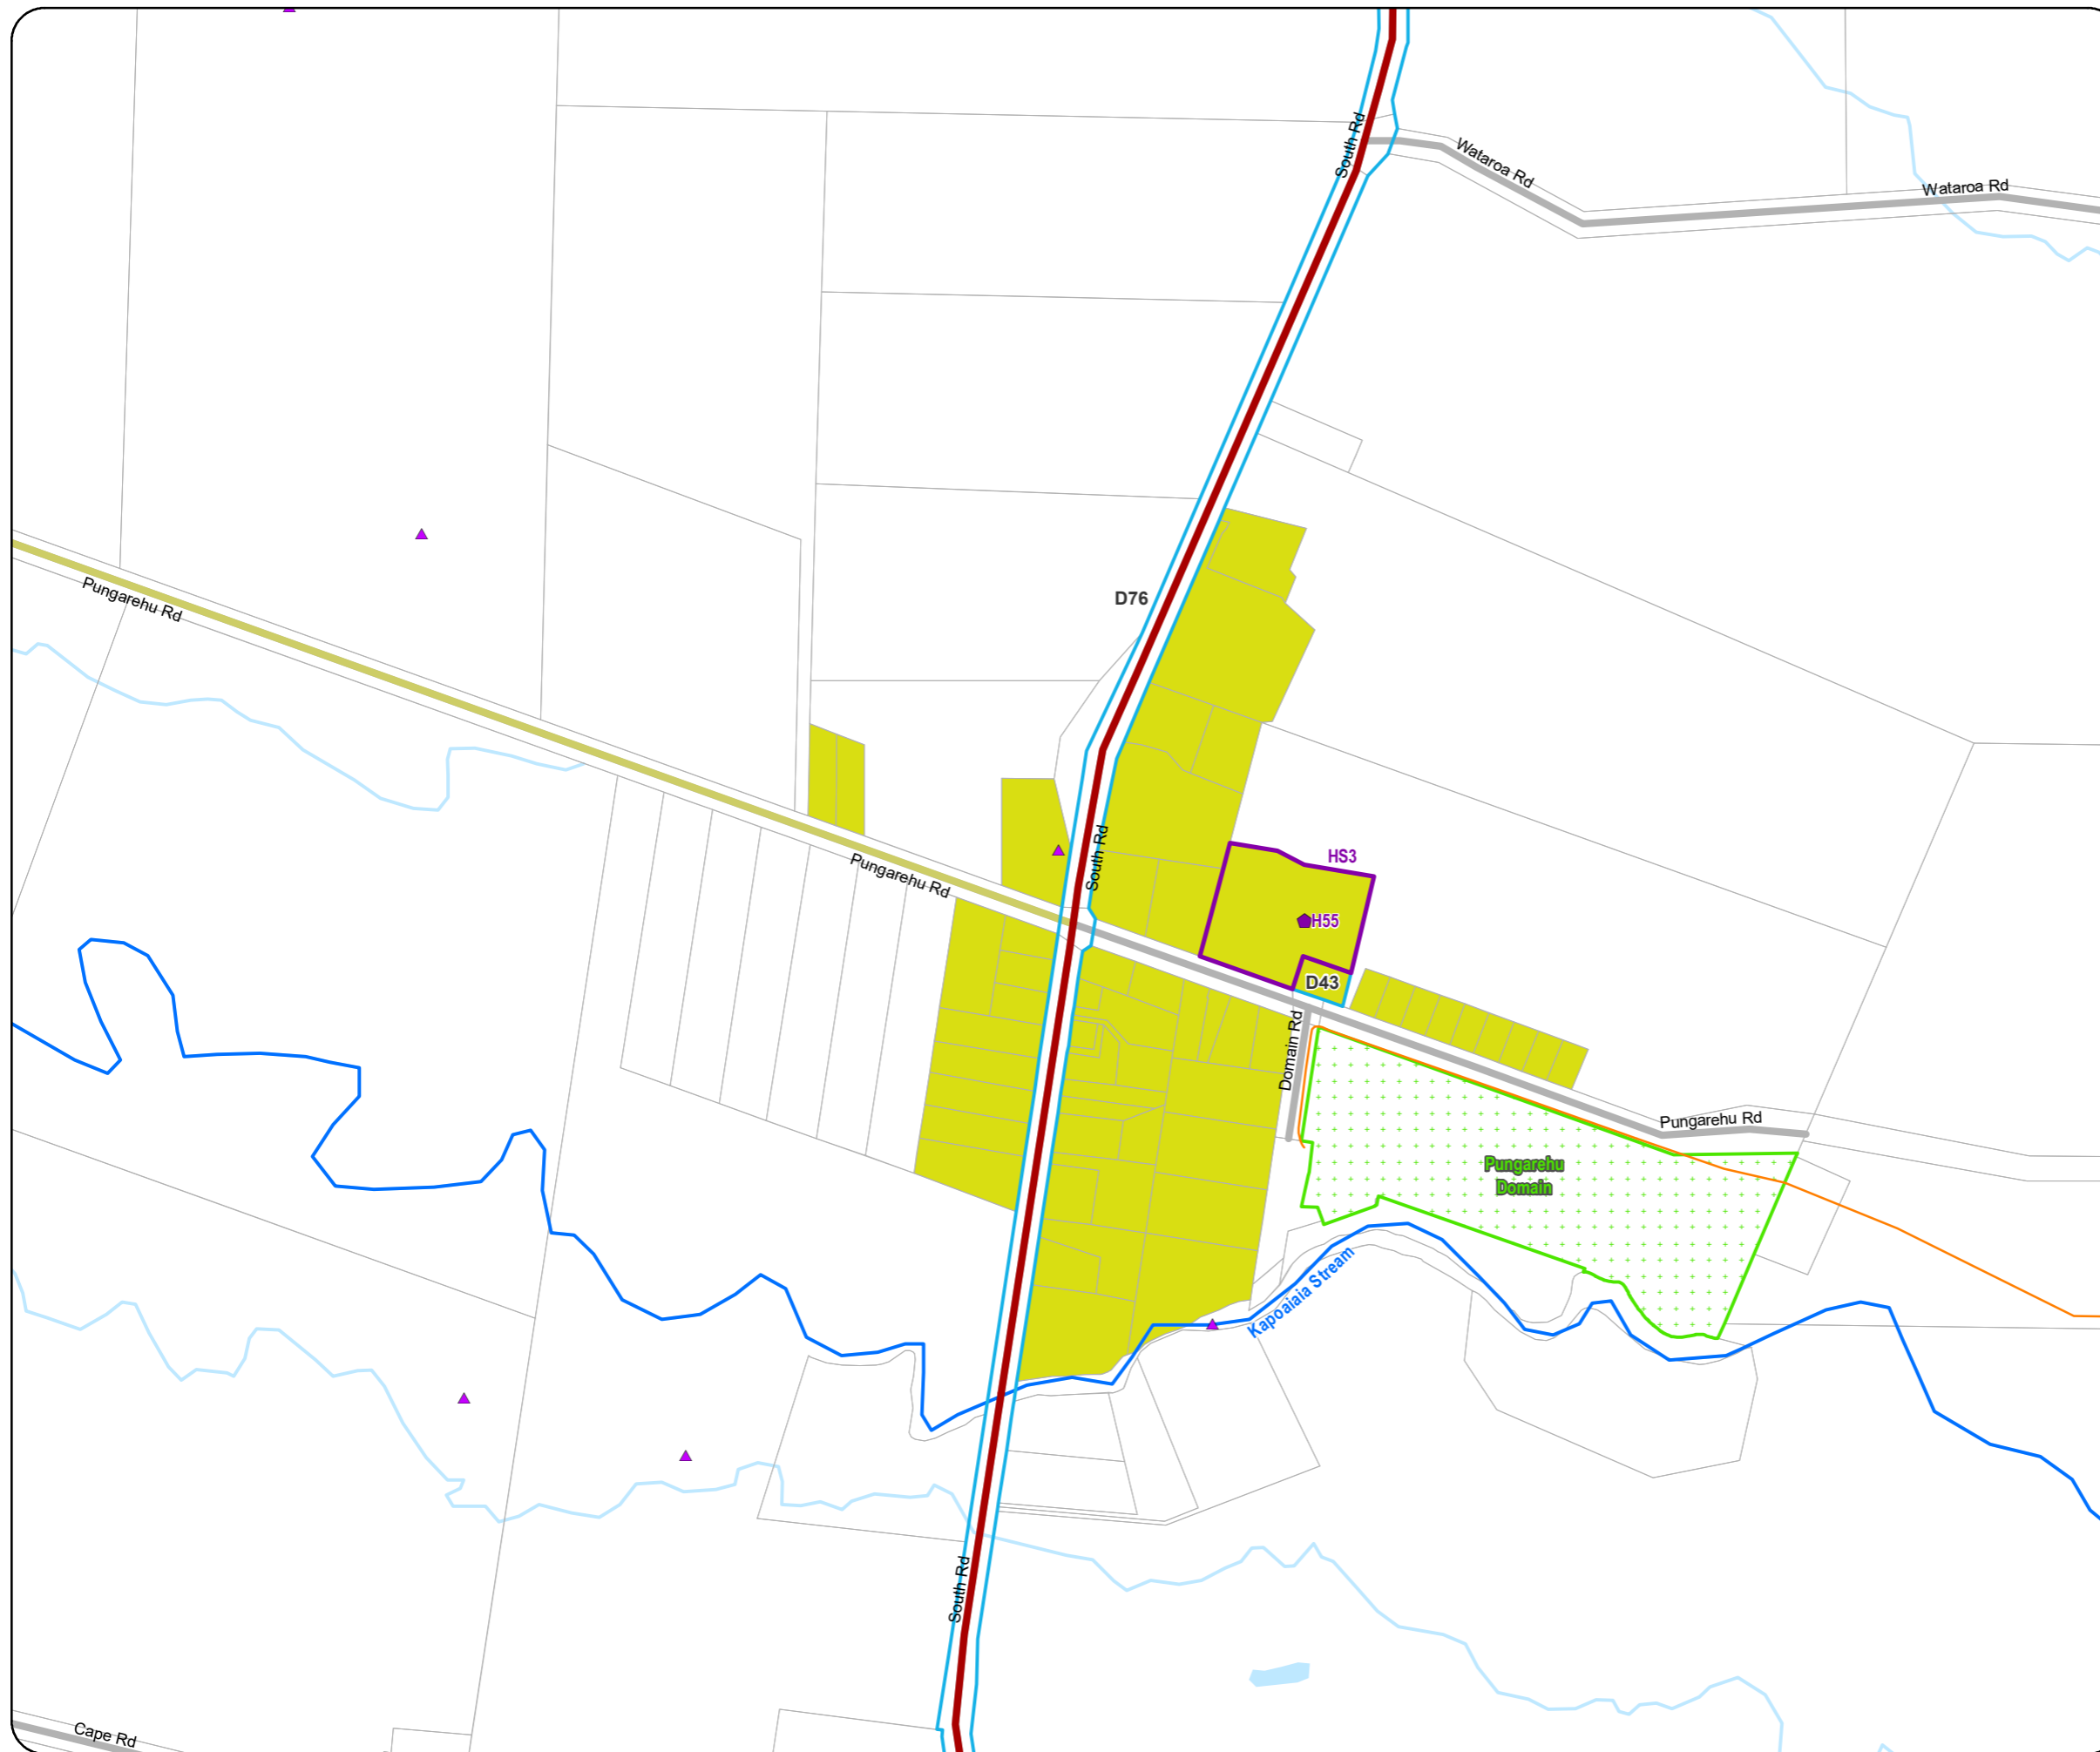 South Rd
Wataroa Rd
Wataroa Rd
Pungarehu Rd
D76
South Rd
Pungarehu Rd
HS3
H55
D43
Domain Rd
Pungarehu Rd
Pungarehu
Domain
Kapoaiaia Stream
South Rd
Cape Rd